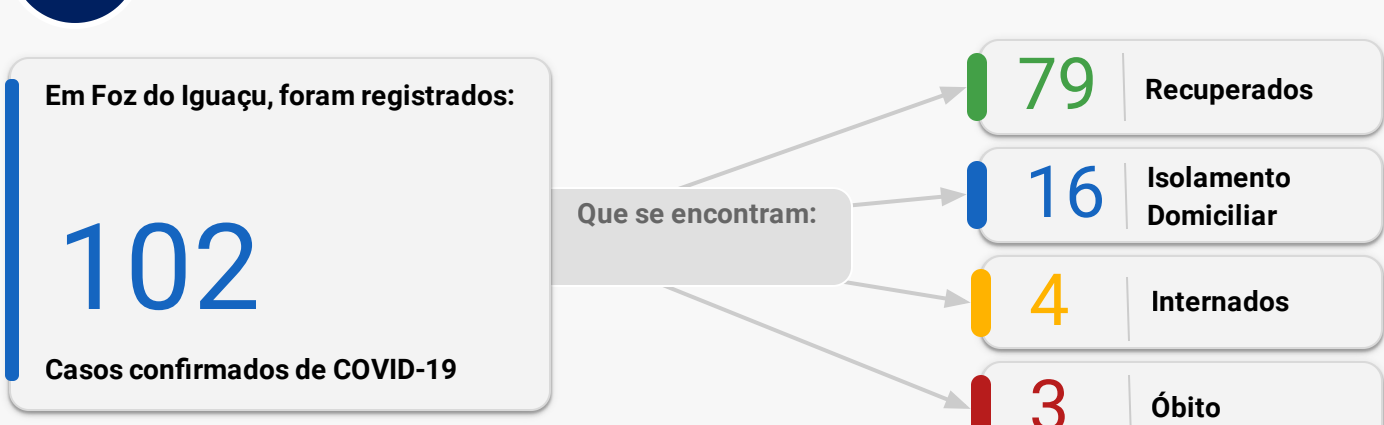 Em Foz do Iguaçu, foram registrados:
102
Casos confirmados de COVID-19
Que se encontram:
79 Recuperados
16 Isolamento
Domiciliar
4 Internados
3 Óbito